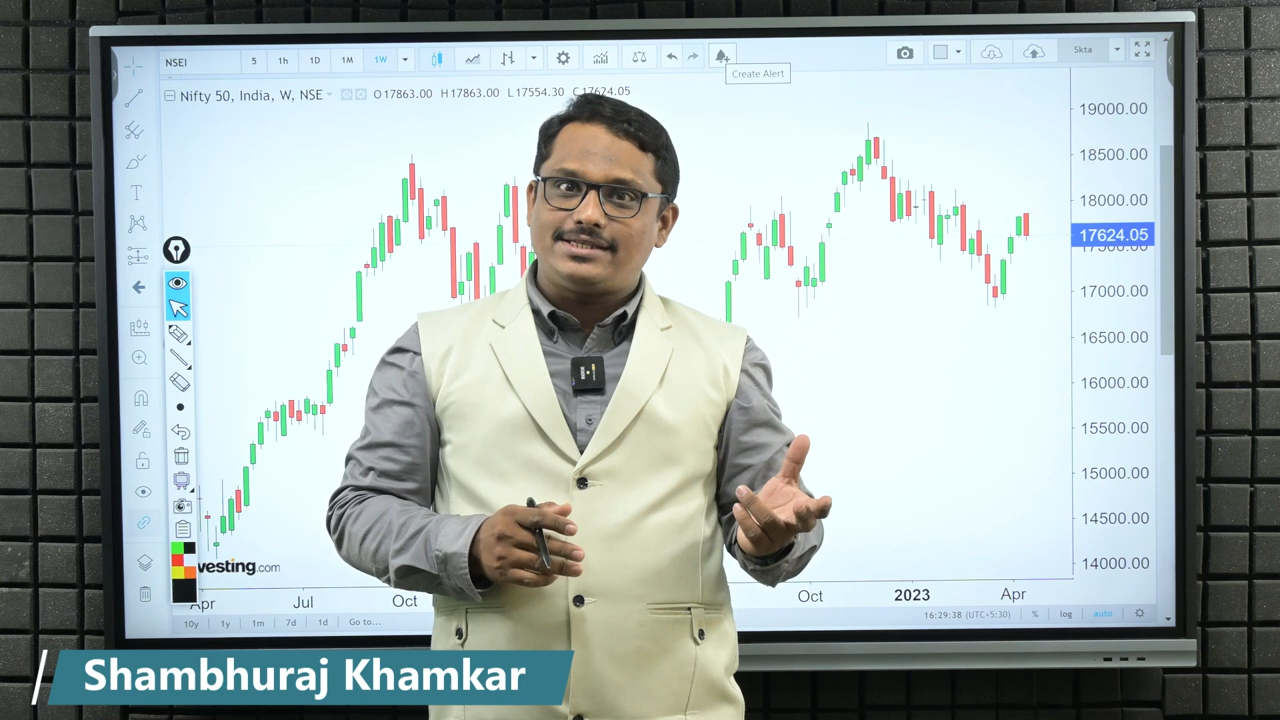 NSEI 5 1h 1D 1M 1W Skta
Create Alert
Nifty 50, India, W, NSE O17863.00 H17863.00 L17554.30 C17624.05
19000.00
18500.00
18000.00
17624.05
17000.00
16500.00
16000.00
15500.00
15000.00
14500.00
14000.00
T
vesting.com
Apr Jul Oct Oct 2023 Apr
10y 1y 1m 7d 1d Go to... 16:29:38 (UTC+5:30) % log auto
Shambhuraj Khamkar